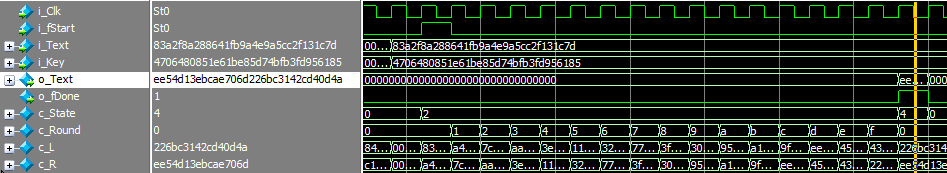 i_Clk St0
i_fStart St0
i_Text 83a2f8a288641fb9a4e9a5cc2f131c7d 00... 83a2f8a288641fb9a4e9a5cc2f131c7d
i_Key 4706480851e61be85d74bfb3f956185 00... 4706480851e61be85d74bfb3f956185
o_Text ee54d13ebcae706d226bc3142cd40d4a 00000000000000000000000000000000 ee... 000
o_fDone 1
c_State 4 0 2 4 0
c_Round 0 0 1 2 3 4 5 6 7 8 9 a b c d e f 0
c_L 226bc3142cd40d4a 84... 00... 83... a4... 7c... aa... 3e... 11... 32... 77... 3f... 30... 95... a1... 9f... ee... 45... 43... 226bc314
c_R ee54d13ebcae706d c1... 00... a4... 7c... aa... 3e... 11... 32... 77... 3f... 30... 95... a1... 9f... ee... 45... 43... 22... ee54d13e